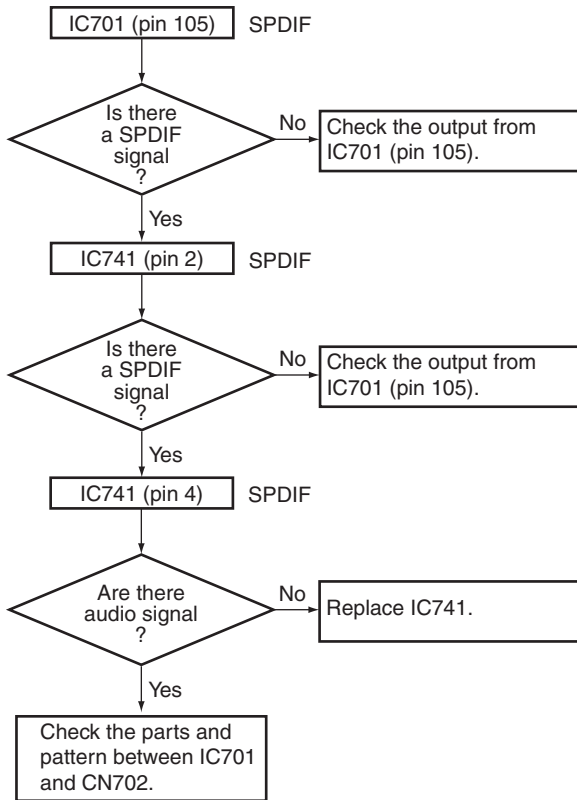 IC701 (pin 105) SPDIF
Is there
a SPDIF
signal
?
No
Check the output from
IC701 (pin 105).
Yes
IC741 (pin 2) SPDIF
Is there
a SPDIF
signal
?
No
Check the output from
IC701 (pin 105).
Yes
IC741 (pin 4) SPDIF
Are there
audio signal
?
No
Replace IC741.
Yes
Check the parts and
pattern between IC701
and CN702.